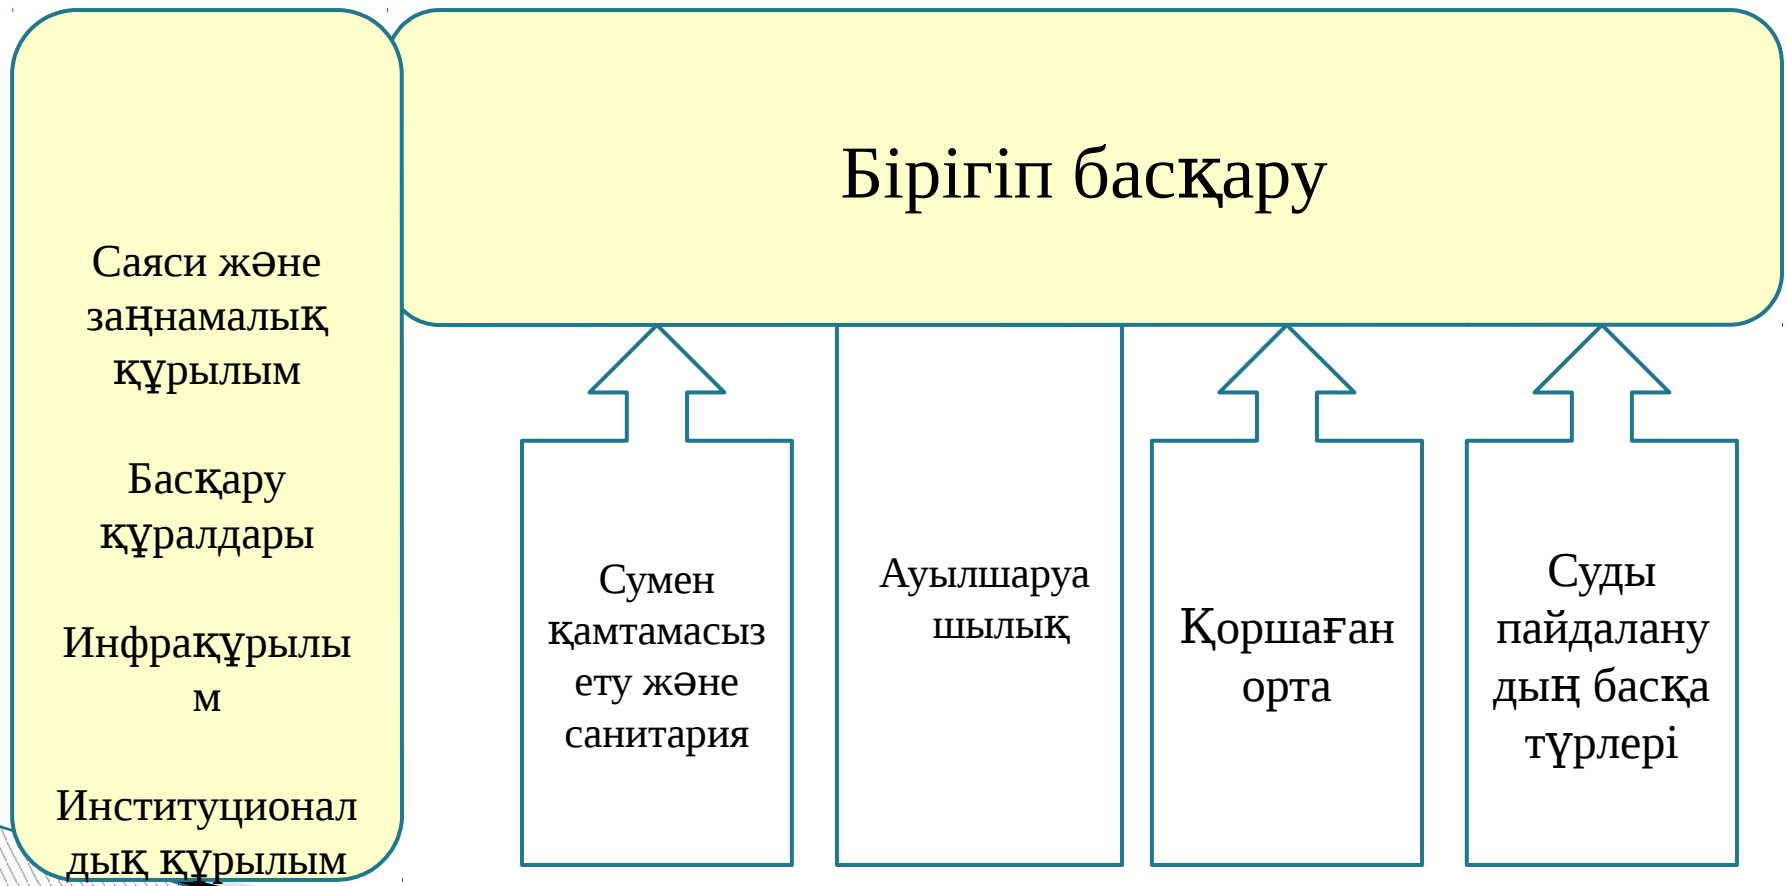 Бірігіп басқару
Саяси және
заңнамалық
құрылым
Басқару
құралдары
Инфрақұрылы
м
Институционал
дық құрылым
Сумен
қамтамасыз
ету және
санитария
Ауылшаруа
шылық
Қоршаған
орта
Суды
пайдалану
дың басқа
түрлері